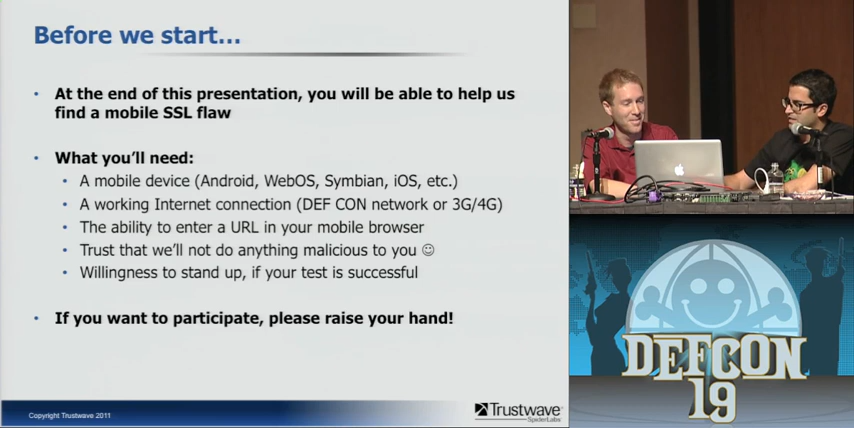 Before we start…
• At the end of this presentation, you will be able to help us
find a mobile SSL flaw
• What you'll need:
• A mobile device (Android, WebOS, Symbian, iOS, etc.)
• A working Internet connection (DEF CON network or 3G/4G)
• The ability to enter a URL in your mobile browser
• Trust that we'll not do anything malicious to you ☺
• Willingness to stand up, if your test is successful
• If you want to participate, please raise your hand!
Copyright Trustwave 2011
Trustwave®
SpiderLabs
DEFCON
19